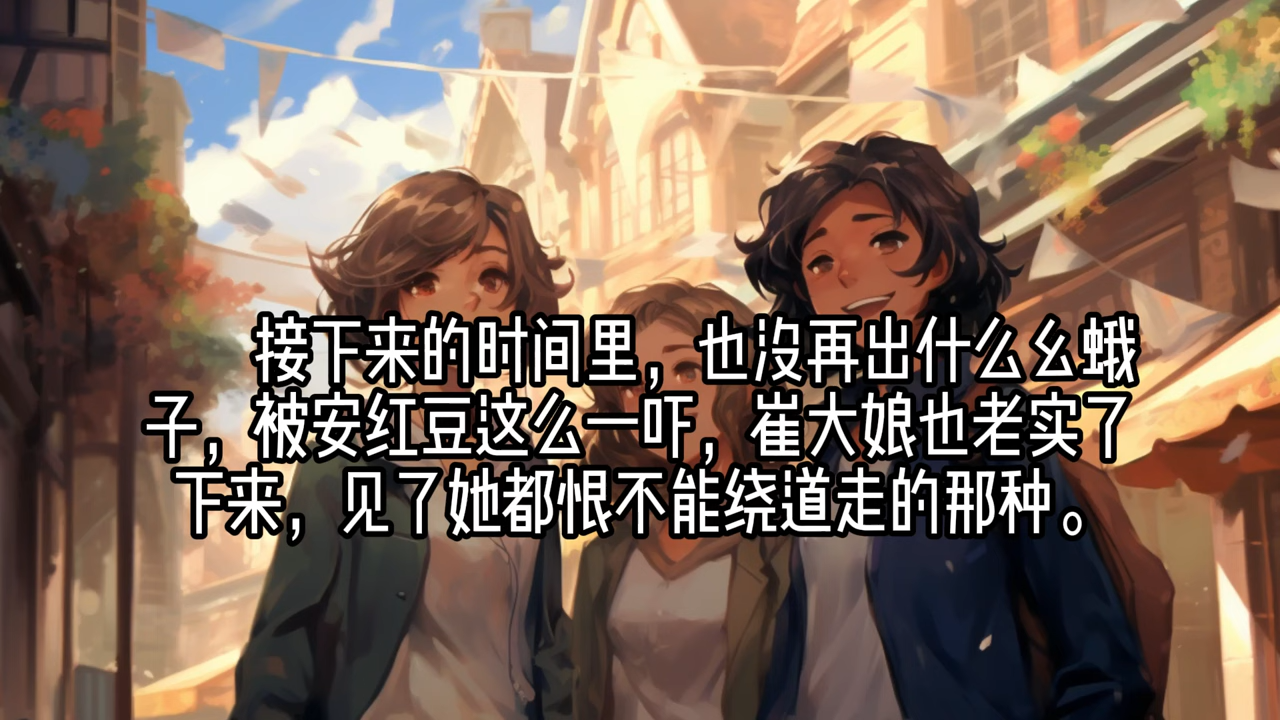 接下来的时间里，也没再出什么幺蛾
子，被安红豆这么一吓，崔大娘也老实了
下来，见了她都恨不能绕道走的那种。